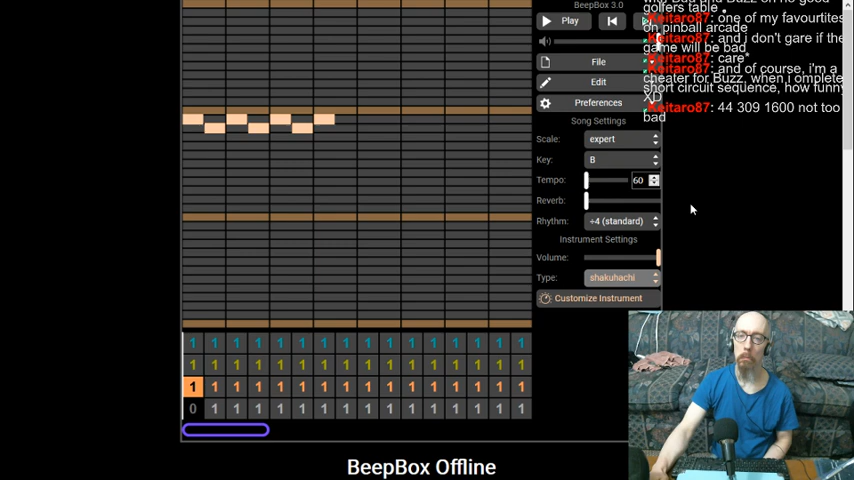 BeepBox 3.0
Play
File
Edit
Preferences
Song Settings
Scale: expert
Key: B
Tempo: 60
Reverb:
Rhythm: ÷4 (standard)
Instrument Settings
Volume:
Type: shakuhachi
Customize Instrument
golfers table
Keitaro87: one of my favourtites
on pinball arcade
Keitaro87: and i don't gare if the
game will be bad
Keitaro87: care*
Keitaro87: and of course, i'm a
cheater for Buzz, when i omplete
short circuit sequence, how funny
XD
Keitaro87: 44 309 1600 not too
bad
1 1 1 1 1 1 1 1 1 1 1 1 1 1 1 1
1 1 1 1 1 1 1 1 1 1 1 1 1 1 1 1
1 1 1 1 1 1 1 1 1 1 1 1 1 1 1 1
0 1 1 1 1 1 1 1 1 1 1 1 1 1 1 1
BeepBox Offline